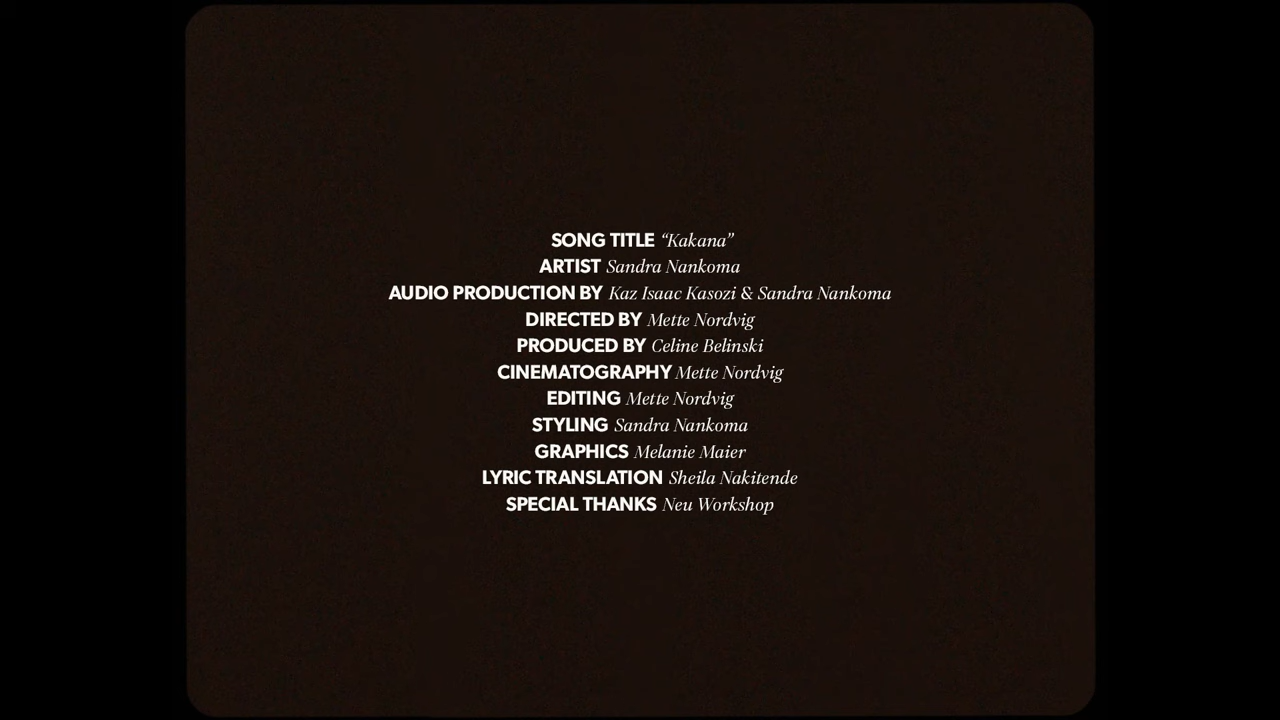 SONG TITLE “Kakana”
ARTIST Sandra Nankoma
AUDIO PRODUCTION BY Kaz Isaac Kasozi & Sandra Nankoma
DIRECTED BY Mette Nordvig
PRODUCED BY Celine Belinski
CINEMATOGRAPHY Mette Nordvig
EDITING Mette Nordvig
STYLING Sandra Nankoma
GRAPHICS Melanie Maier
LYRIC TRANSLATION Sheila Nakitende
SPECIAL THANKS Neu Workshop